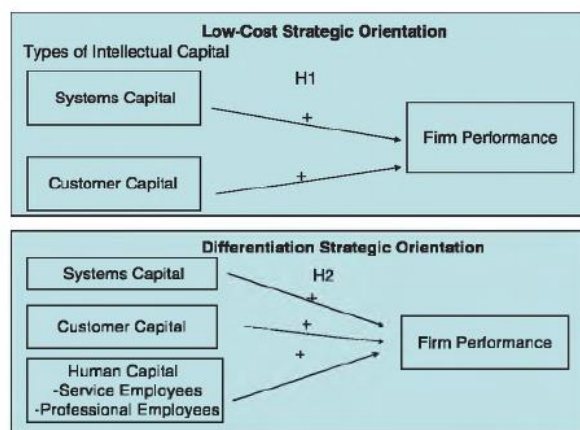 Low-Cost Strategic Orientation
Types of Intellectual Capital
H1
Systems Capital
+
Firm Performance
+
Customer Capital
Differentiation Strategic Orientation
Systems Capital
H2
+
Customer Capital
+
Firm Performance
+
Human Capital
-Service Employees
-Professional Employees